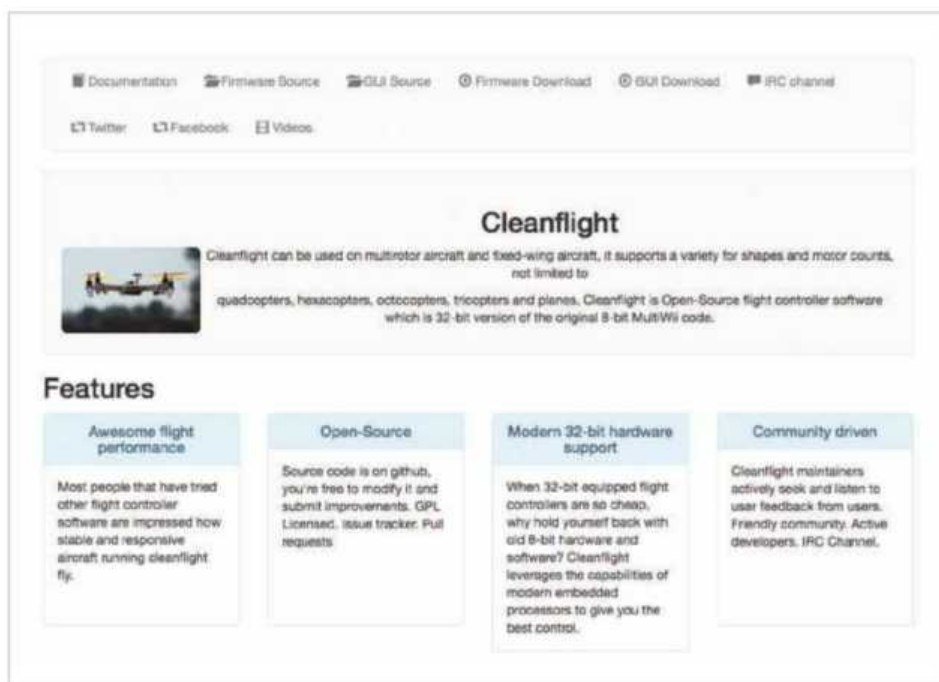 Documentation Firmware Source GUI Source Firmware Download GUI Download IRC channel
Twitter Facebook Videos
Cleanflight
Cleanflight can be used on multirotor aircraft and fixed-wing aircraft, it supports a variety for shapes and motor counts,
not limited to
quadcopters, hexacopters, octocopters, tricopters and planes. Cleanflight is Open-Source flight controller software
which is 32-bit version of the original 8-bit MultiWii code.
Features
Awesome flight
performance
Most people that have tried
other flight controller
software are impressed how
stable and responsive
aircraft running cleanflight
fly.
Open-Source
Source code is on github,
you're free to modify it and
submit improvements. GPL
Licensed. Issue tracker. Pull
requests
Modern 32-bit hardware
support
When 32-bit equipped flight
controllers are so cheap,
why hold yourself back with
old 8-bit hardware and
software? Cleanflight
leverages the capabilities of
modern embedded
processors to give you the
best control.
Community driven
Cleanflight maintainers
actively seek and listen to
user feedback from users.
Friendly community. Active
developers. IRC Channel.